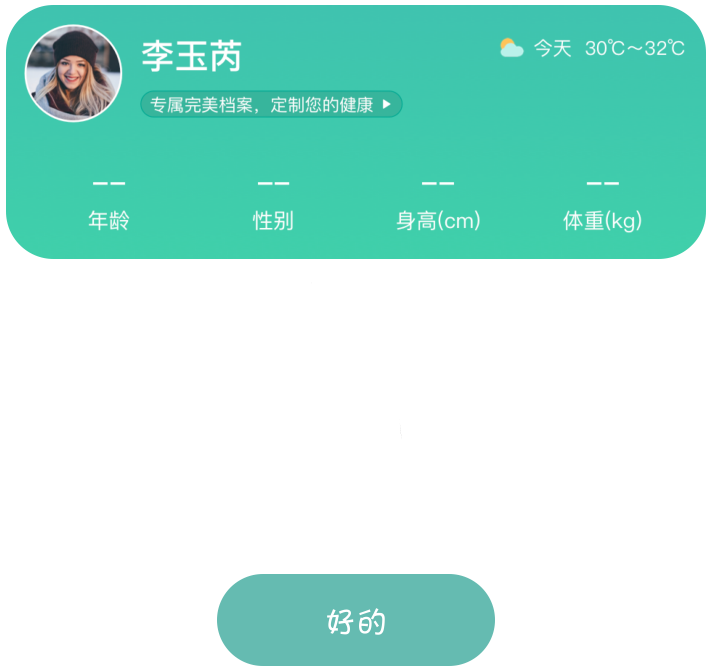 李玉芮
今天 30℃～32℃
专属完美档案，定制您的健康
-- -- -- --
年龄 性别 身高(cm) 体重(kg)
好的